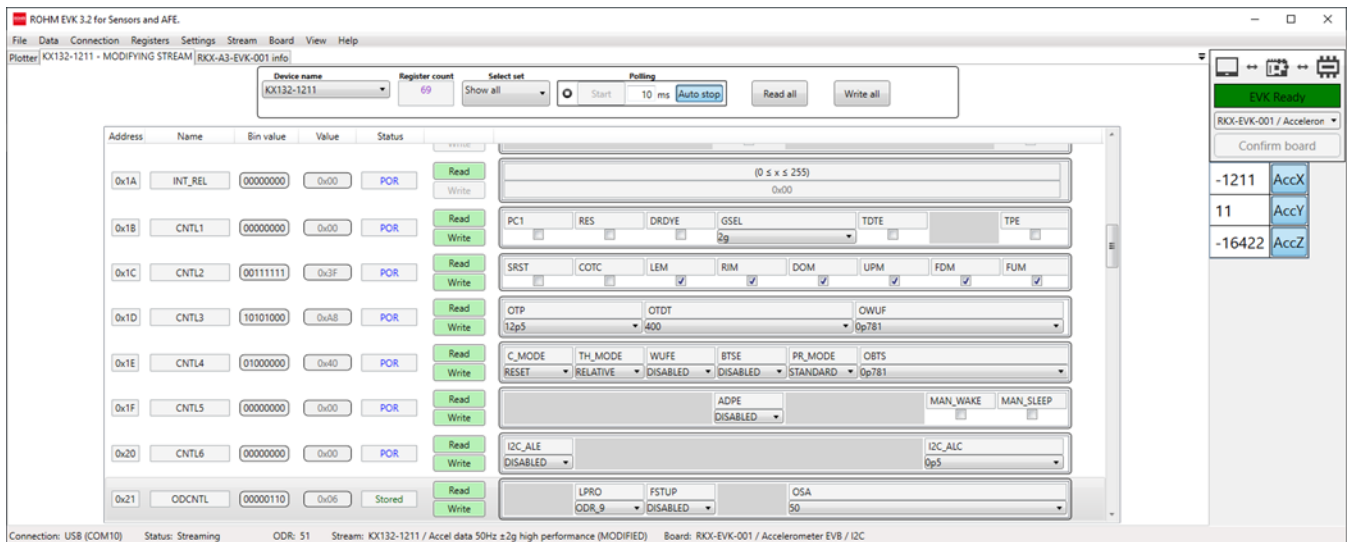 ROHM EVK 3.2 for Sensors and AFE.
File Data Connection Registers Settings Stream Board View Help
Plotter KX132-1211 - MODIFYING STREAM RKX-A3-EVK-001 info
Device name Register count Select set Polling
KX132-1211 69 Show all Start 10 ms Auto stop Read all Write all
EVK Ready
RKX-EVK-001 / Acceleron
Confirm board
-1211 AccX
11 AccY
-16422 AccZ
Address Name Bin value Value Status
Write
0x1A INT_REL 00000000 0x00 POR Read Write (0 ≤ x ≤ 255)
0x00
0x1B CNTL1 00000000 0x00 POR Read Write PC1 RES DRDYE GSEL TDTE TPE
2g
0x1C CNTL2 00111111 0x3F POR Read Write SRST COTC LEM RIM DOM UPM FDM FUM
0x1D CNTL3 10101000 0xA8 POR Read Write OTP OTDT OWUF
12p5 400 0p781
0x1E CNTL4 01000000 0x40 POR Read Write C_MODE TH_MODE WUFE BTSE PR_MODE OBTS
RESET RELATIVE DISABLED DISABLED STANDARD 0p781
0x1F CNTL5 00000000 0x00 POR Read Write ADPE MAN_WAKE MAN_SLEEP
DISABLED
0x20 CNTL6 00000000 0x00 POR Read Write I2C_ALE I2C_ALC
DISABLED 0p5
0x21 ODCNTL 00000110 0x06 Stored Read Write LPRO FSTUP OSA
ODR_9 DISABLED 50
Connection: USB (COM10) Status: Streaming ODR: 51 Stream: KX132-1211 / Accel data 50Hz ±2g high performance (MODIFIED) Board: RKX-EVK-001 / Accelerometer EVB / I2C